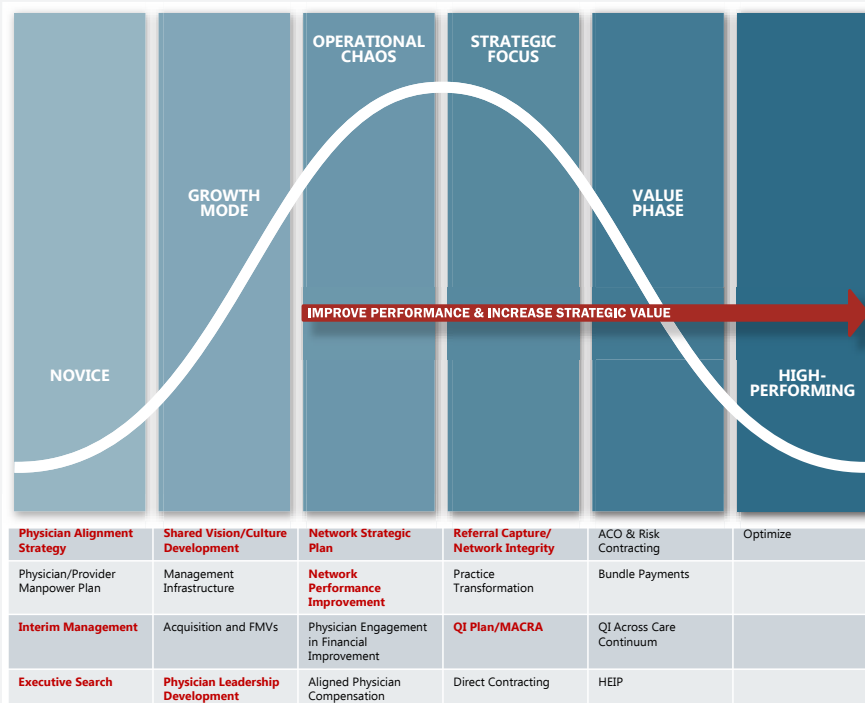 OPERATIONAL
CHAOS
STRATEGIC
FOCUS
GROWTH
MODE
VALUE
PHASE
IMPROVE PERFORMANCE & INCREASE STRATEGIC VALUE
NOVICE
HIGH-
PERFORMING
Physician Alignment
Strategy
Shared Vision/Culture
Development
Network Strategic
Plan
Referral Capture/
Network Integrity
ACO & Risk
Contracting
Optimize
Physician/Provider
Manpower Plan
Management
Infrastructure
Network
Performance
Improvement
Practice
Transformation
Bundle Payments
Interim Management
Acquisition and FMVs
Physician Engagement
in Financial
Improvement
QI Plan/MACRA
QI Across Care
Continuum
Executive Search
Physician Leadership
Development
Aligned Physician
Compensation
Direct Contracting
HEIP